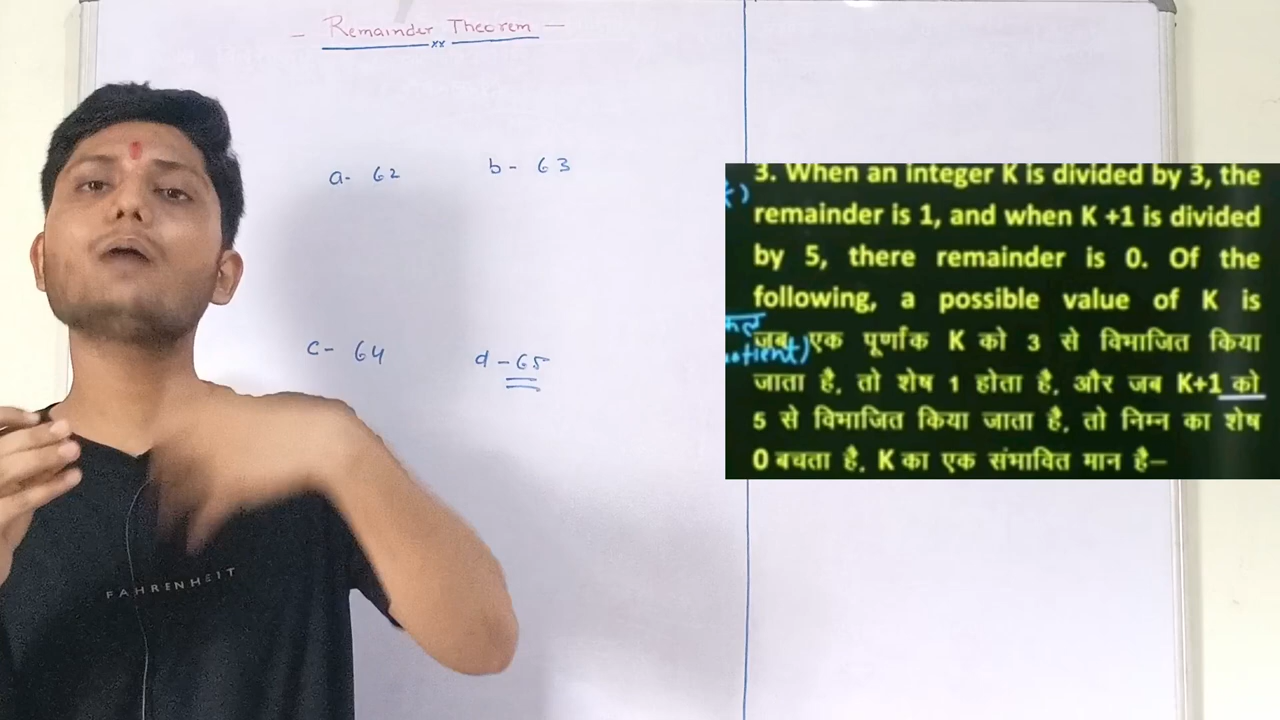 - Remainder Theorem -
xx
a- 62
b- 63
c- 64
d-65
FAHRENHEIT
3. When an integer K is divided by 3, the
remainder is 1, and when K +1 is divided
by 5, there remainder is 0. Of the
following, a possible value of K is
जब एक पूर्णांक K को 3 से विभाजित किया
जाता है, तो शेष 1 होता है, और जब K+1 को
5 से विभाजित किया जाता है, तो निम्न का शेष
0 बचता है, K का एक संभावित मान है–